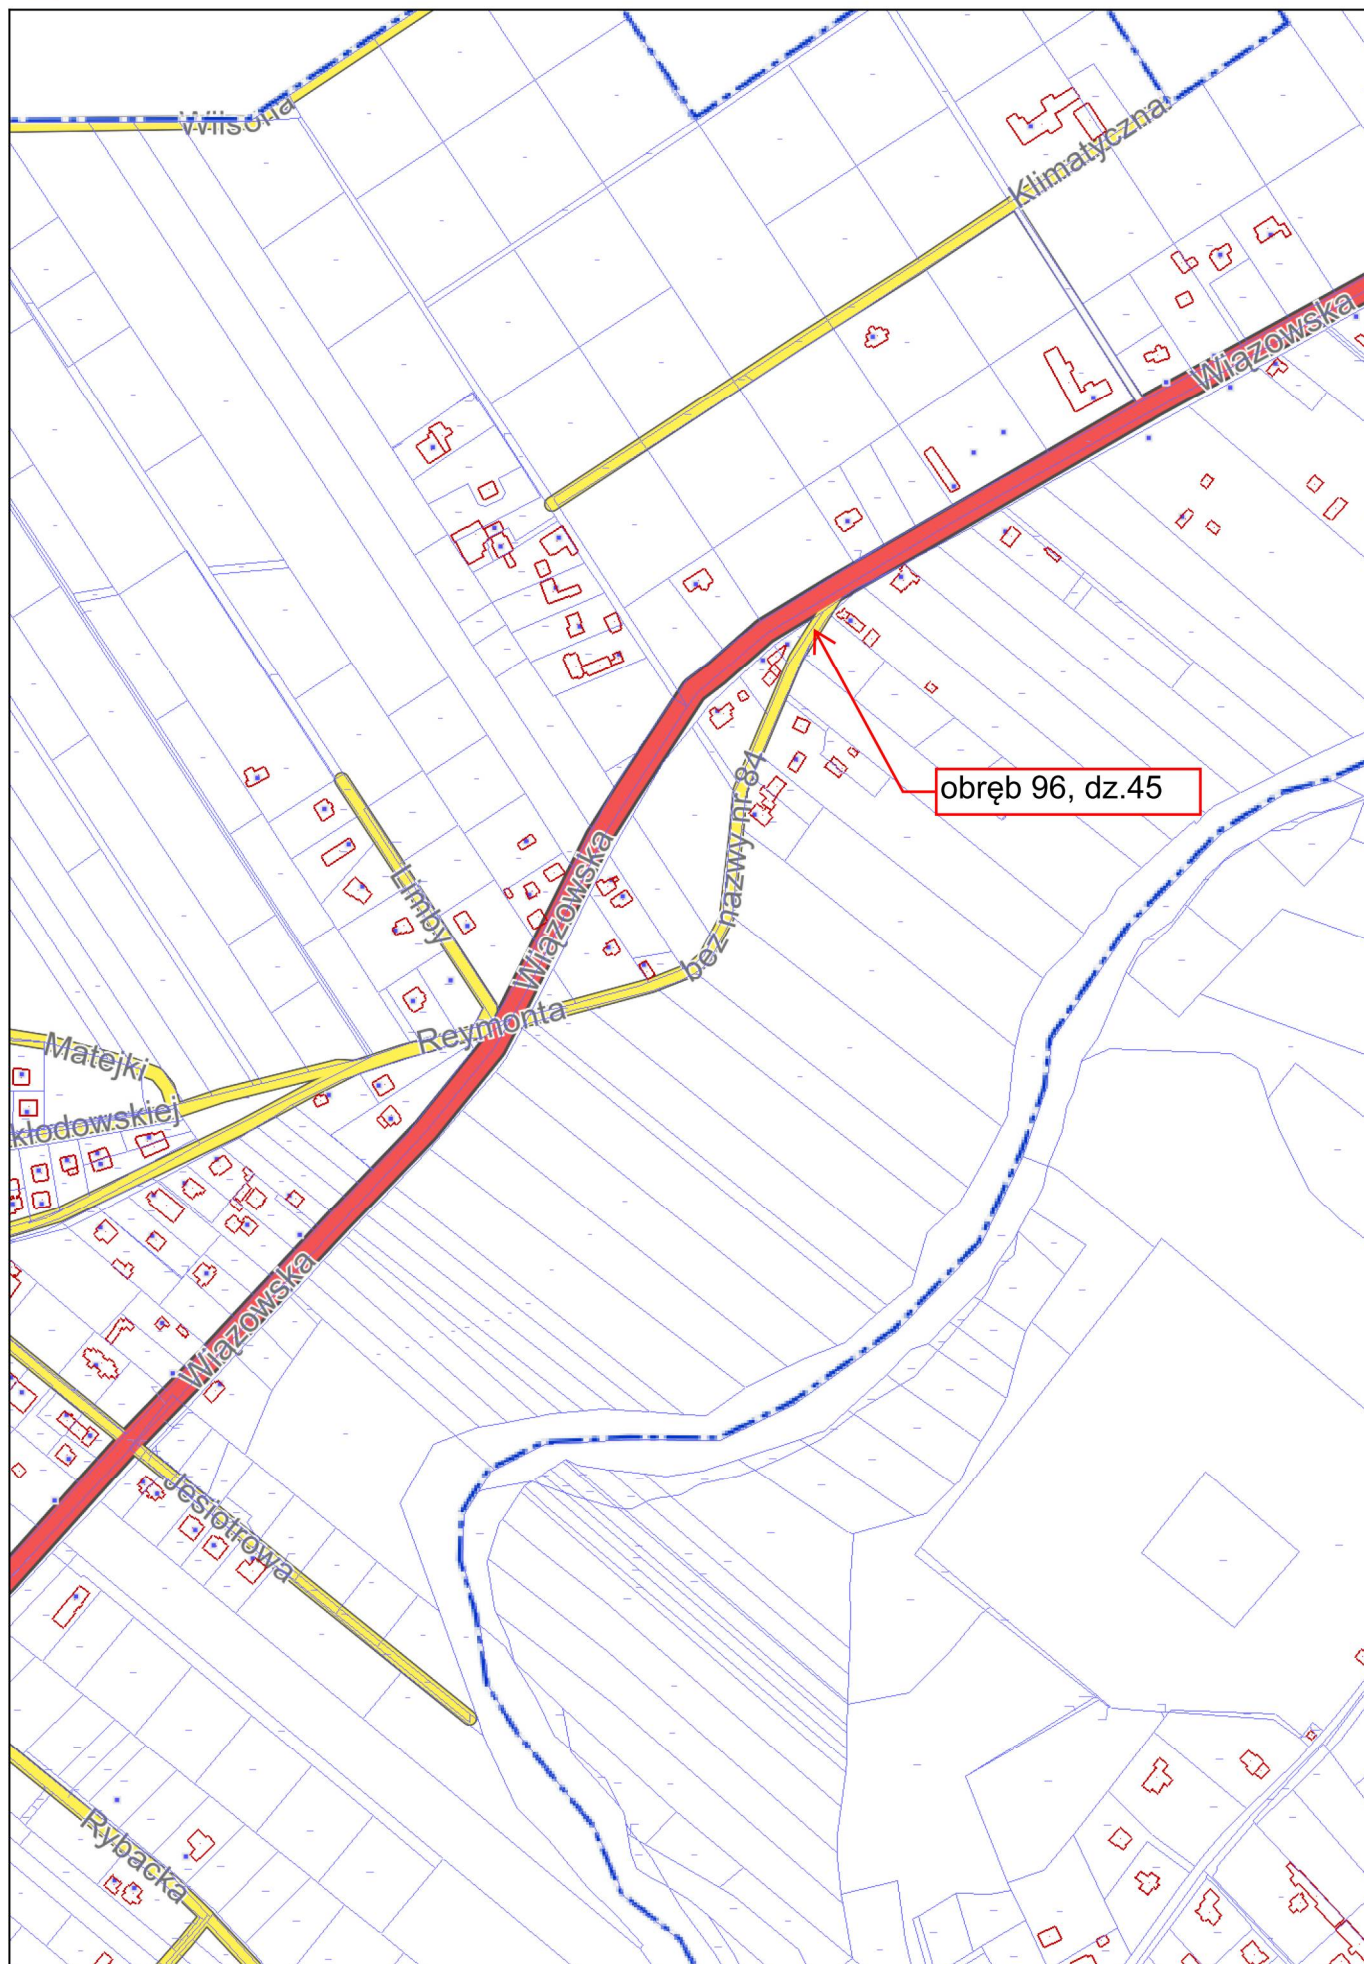 Wilsona
Klimatyczna
Wiązowska
obręb 96, dz.45
bez nazwy nr 84
Limby
Wiązowska
Reymonta
Matejki
kłodowskiej
Wiązowska
Jesiotrowa
Rybacka